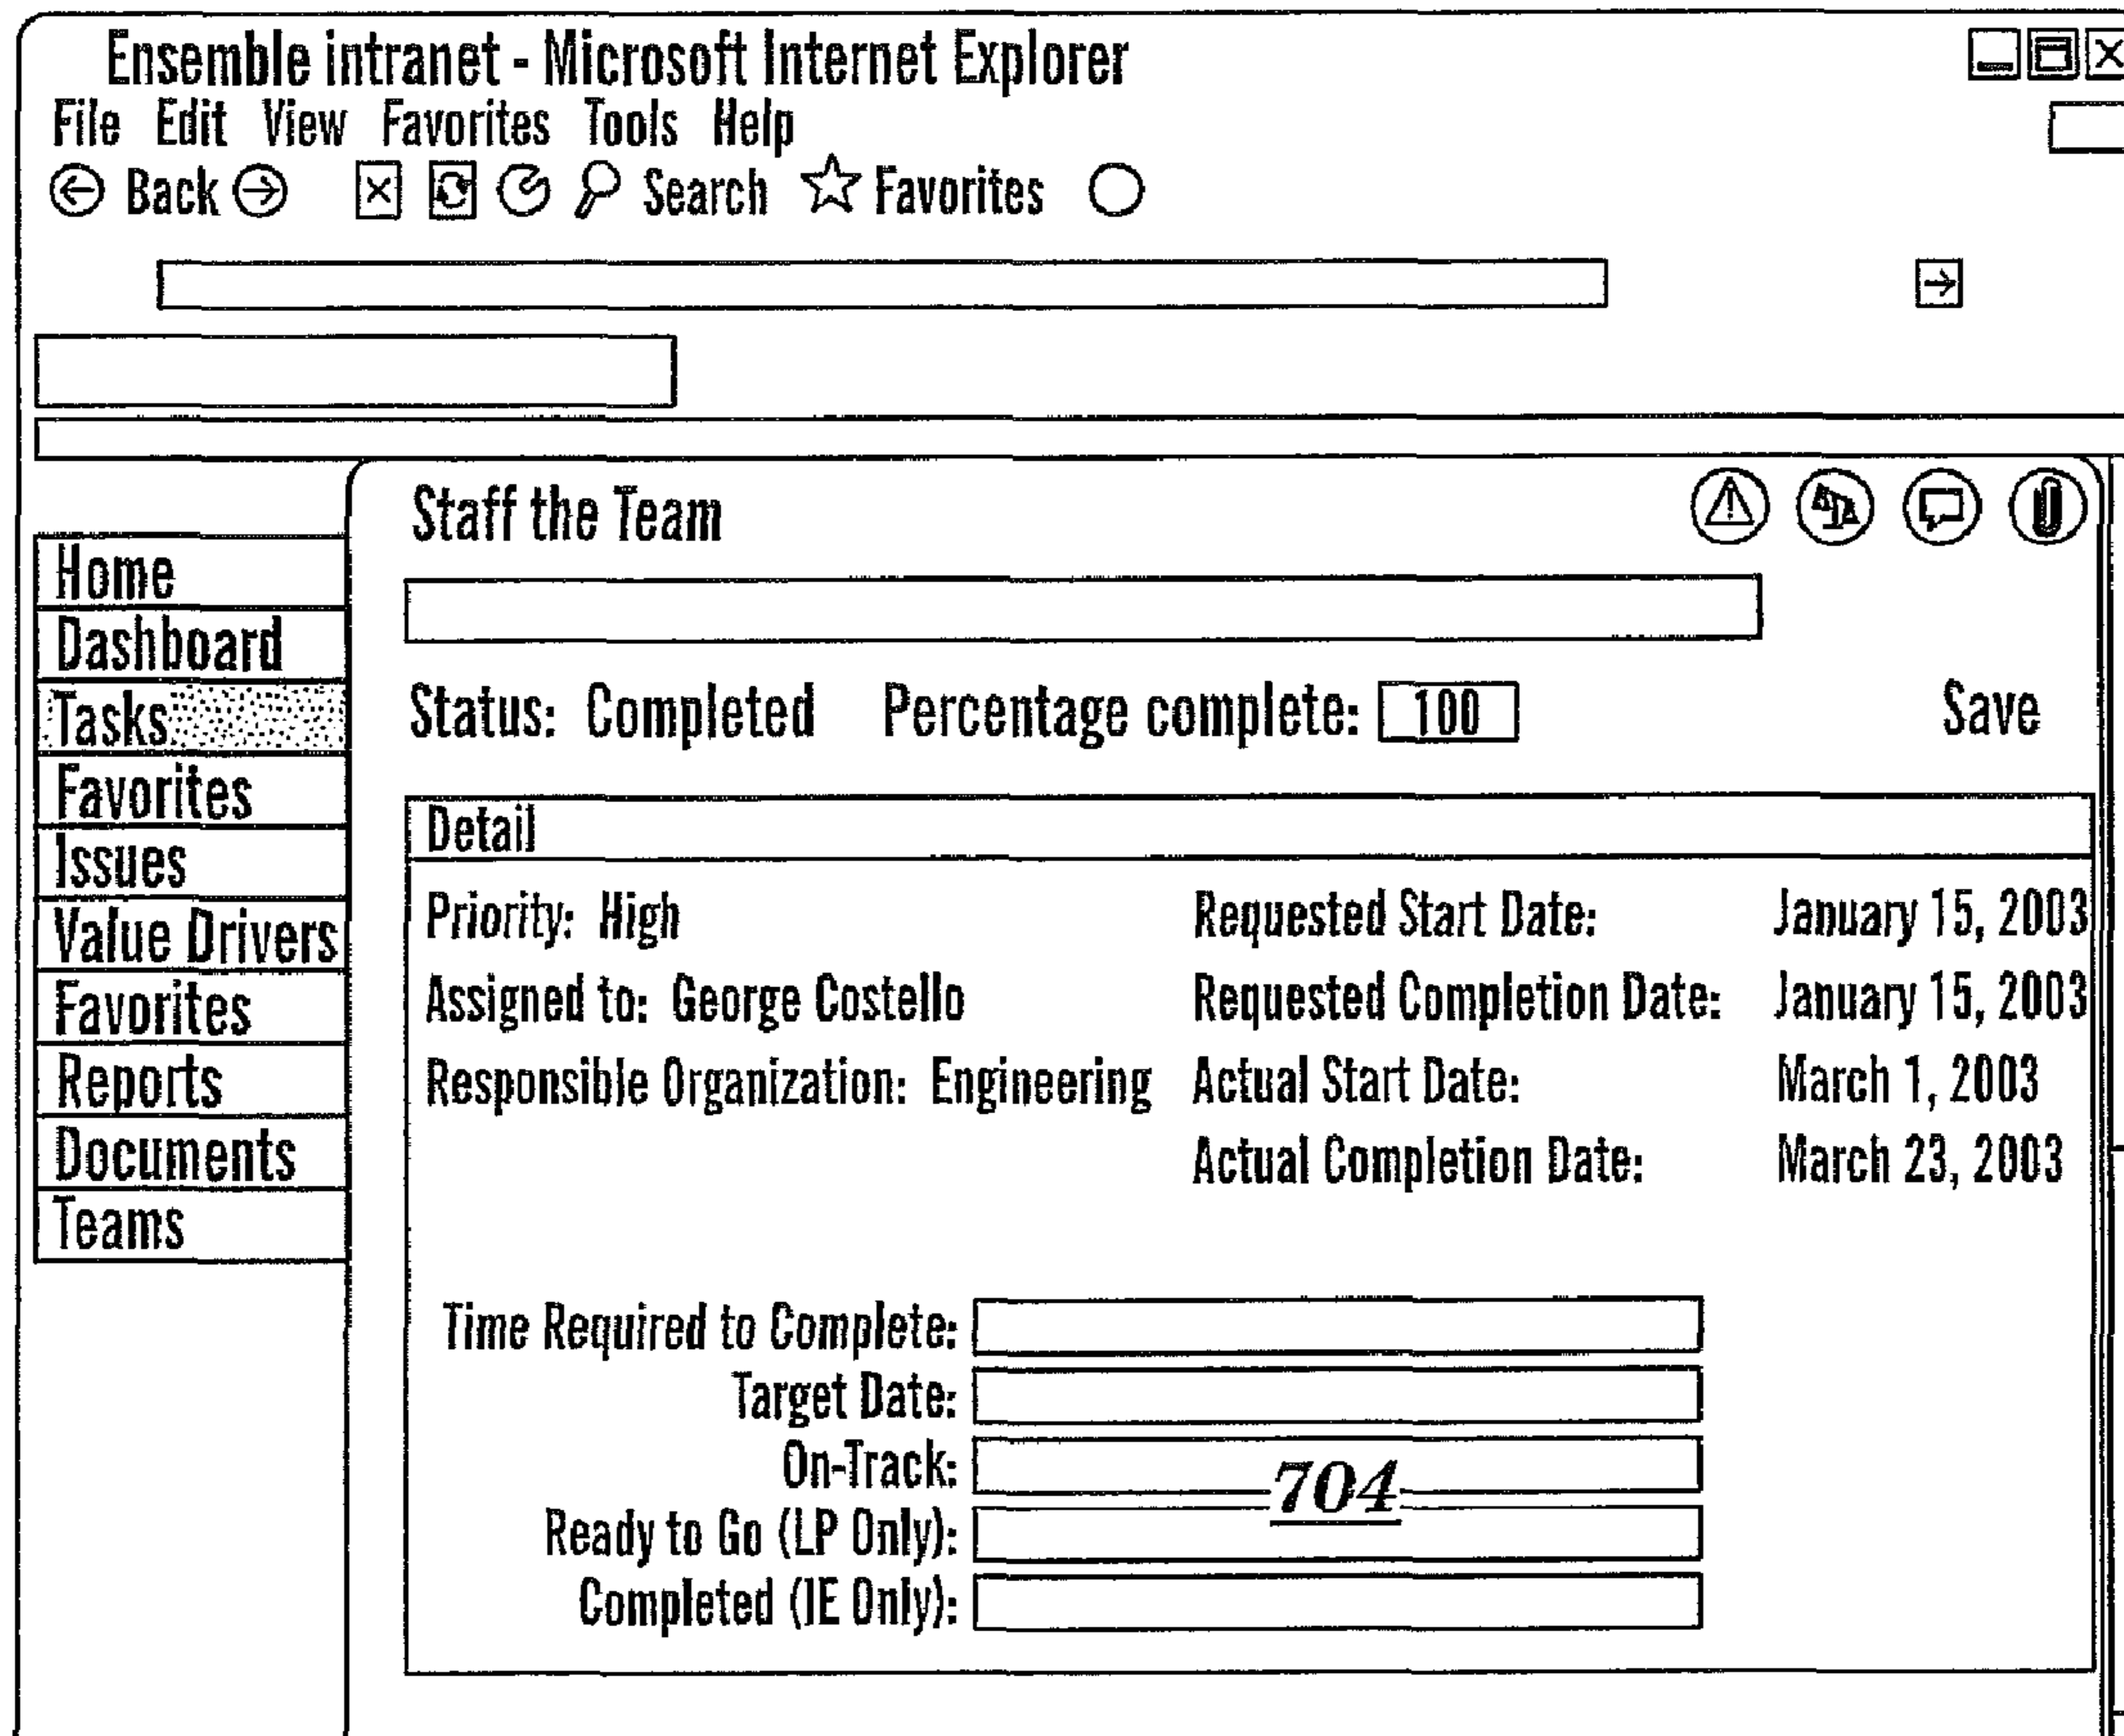 Ensemble intranet - Microsoft Internet Explorer
File Edit View Favorites Tools Help
Back Search Favorites
Staff the Team
Home
Dashboard
Tasks
Favorites
Issues
Value Drivers
Favorites
Reports
Documents
Teams
Status: Completed Percentage complete: 100 Save
Detail
Priority: High Requested Start Date: January 15, 2003
Assigned to: George Costello Requested Completion Date: January 15, 2003
Responsible Organization: Engineering Actual Start Date: March 1, 2003
Actual Completion Date: March 23, 2003
Time Required to Complete:
Target Date:
On-Track:
704
Ready to Go (LP Only):
Completed (IE Only):